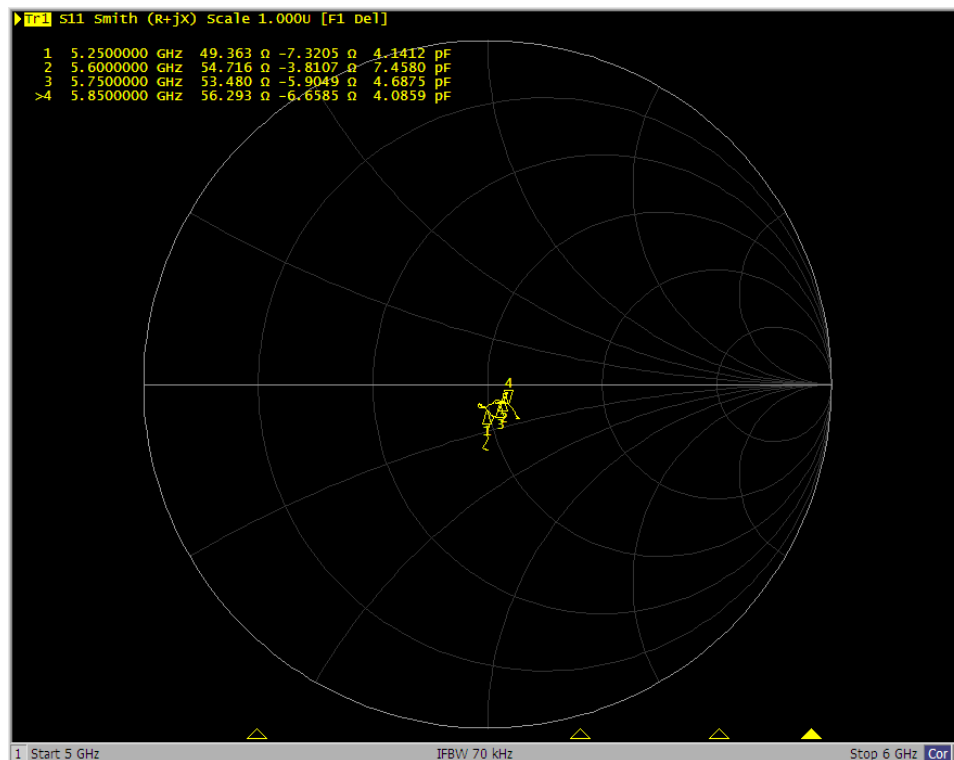 Tr1 S11 Smith (R+jX) Scale 1.000U [F1 Del]
1 5.2500000 GHz 49.363 Ω -7.3205 Ω 4.1412 pF
2 5.6000000 GHz 54.716 Ω -3.8107 Ω 7.4580 pF
3 5.7500000 GHz 53.480 Ω -5.9049 Ω 4.6875 pF
>4 5.8500000 GHz 56.293 Ω -6.6585 Ω 4.0859 pF
4
2
3
1
1 Start 5 GHz IFBW 70 kHz Stop 6 GHz Cor